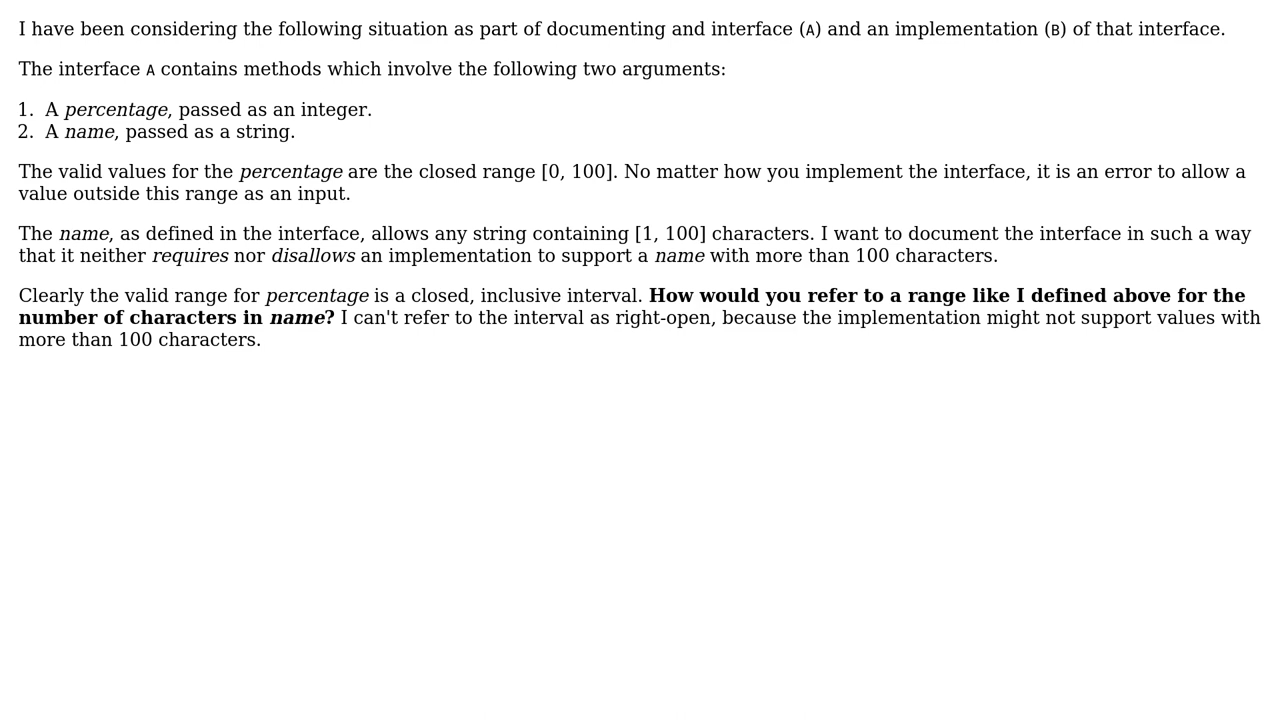 I have been considering the following situation as part of documenting and interface (A) and an implementation (B) of that interface.
The interface A contains methods which involve the following two arguments:
1. A percentage, passed as an integer.
2. A name, passed as a string.
The valid values for the percentage are the closed range [0, 100]. No matter how you implement the interface, it is an error to allow a
value outside this range as an input.
The name, as defined in the interface, allows any string containing [1, 100] characters. I want to document the interface in such a way
that it neither requires nor disallows an implementation to support a name with more than 100 characters.
Clearly the valid range for percentage is a closed, inclusive interval. How would you refer to a range like I defined above for the
number of characters in name? I can't refer to the interval as right-open, because the implementation might not support values with
more than 100 characters.